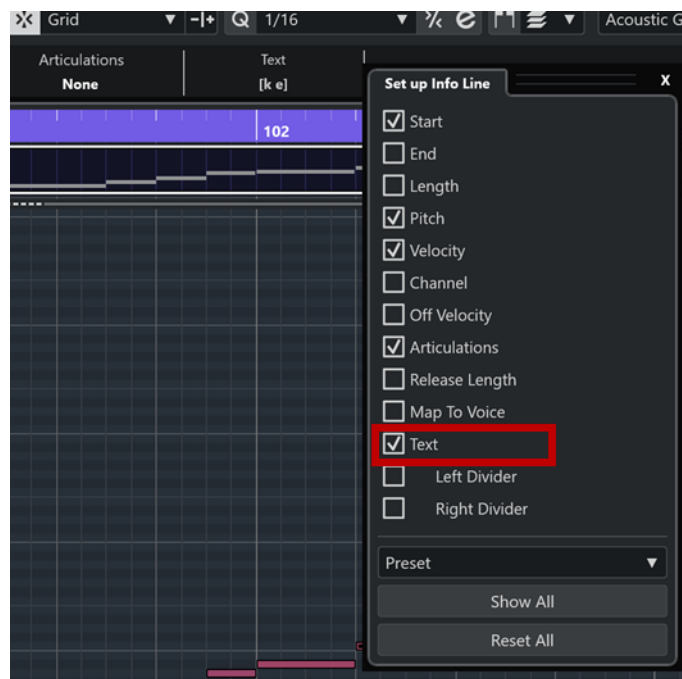 Grid
Q
1/16
Acoustic G
Articulations
Text
None
[k e]
Set up Info Line
X
102
Start
End
Length
Pitch
Velocity
Channel
Off Velocity
Articulations
Release Length
Map To Voice
Text
Left Divider
Right Divider
Preset
Show All
Reset All